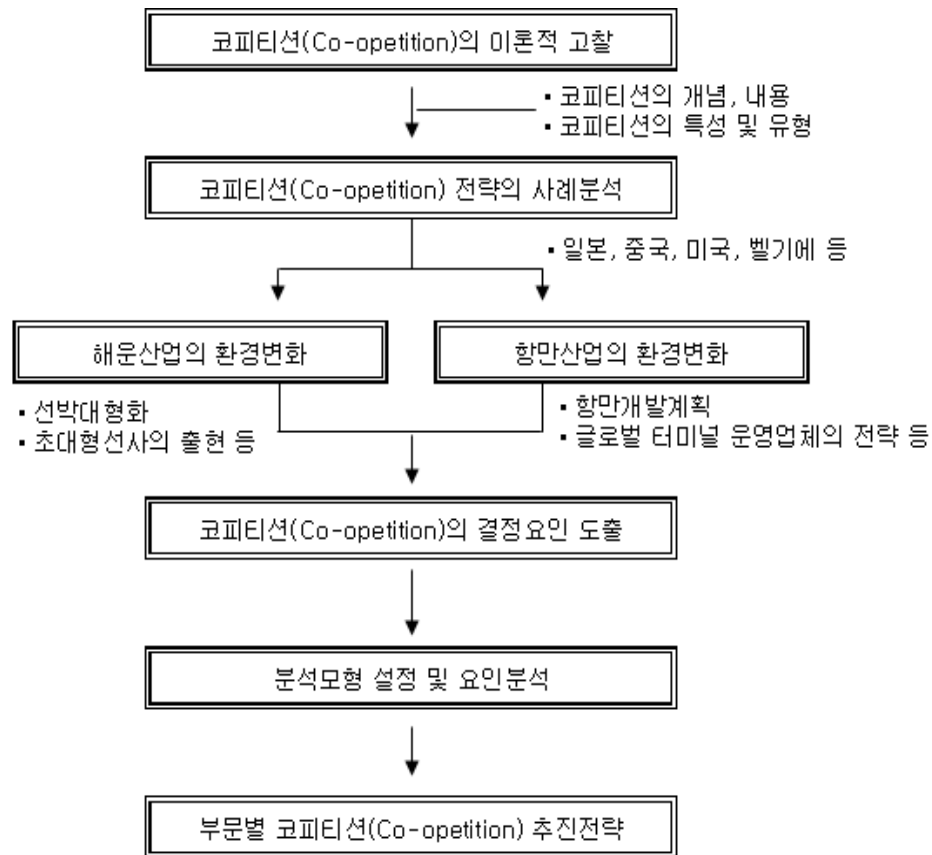 코피티션(Co-opetition)의 이론적 고찰
▪ 코피티션의 개념, 내용
▪ 코피티션의 특성 및 유형
코피티션(Co-opetition) 전략의 사례분석
▪ 일본, 중국, 미국, 벨기에 등
해운산업의 환경변화
항만산업의 환경변화
▪ 선박대형화
▪ 초대형선사의 출현 등
▪ 항만개발계획
▪ 글로벌 터미널 운영업체의 전략 등
코피티션(Co-opetition)의 결정요인 도출
분석모형 설정 및 요인분석
부문별 코피티션(Co-opetition) 추진전략